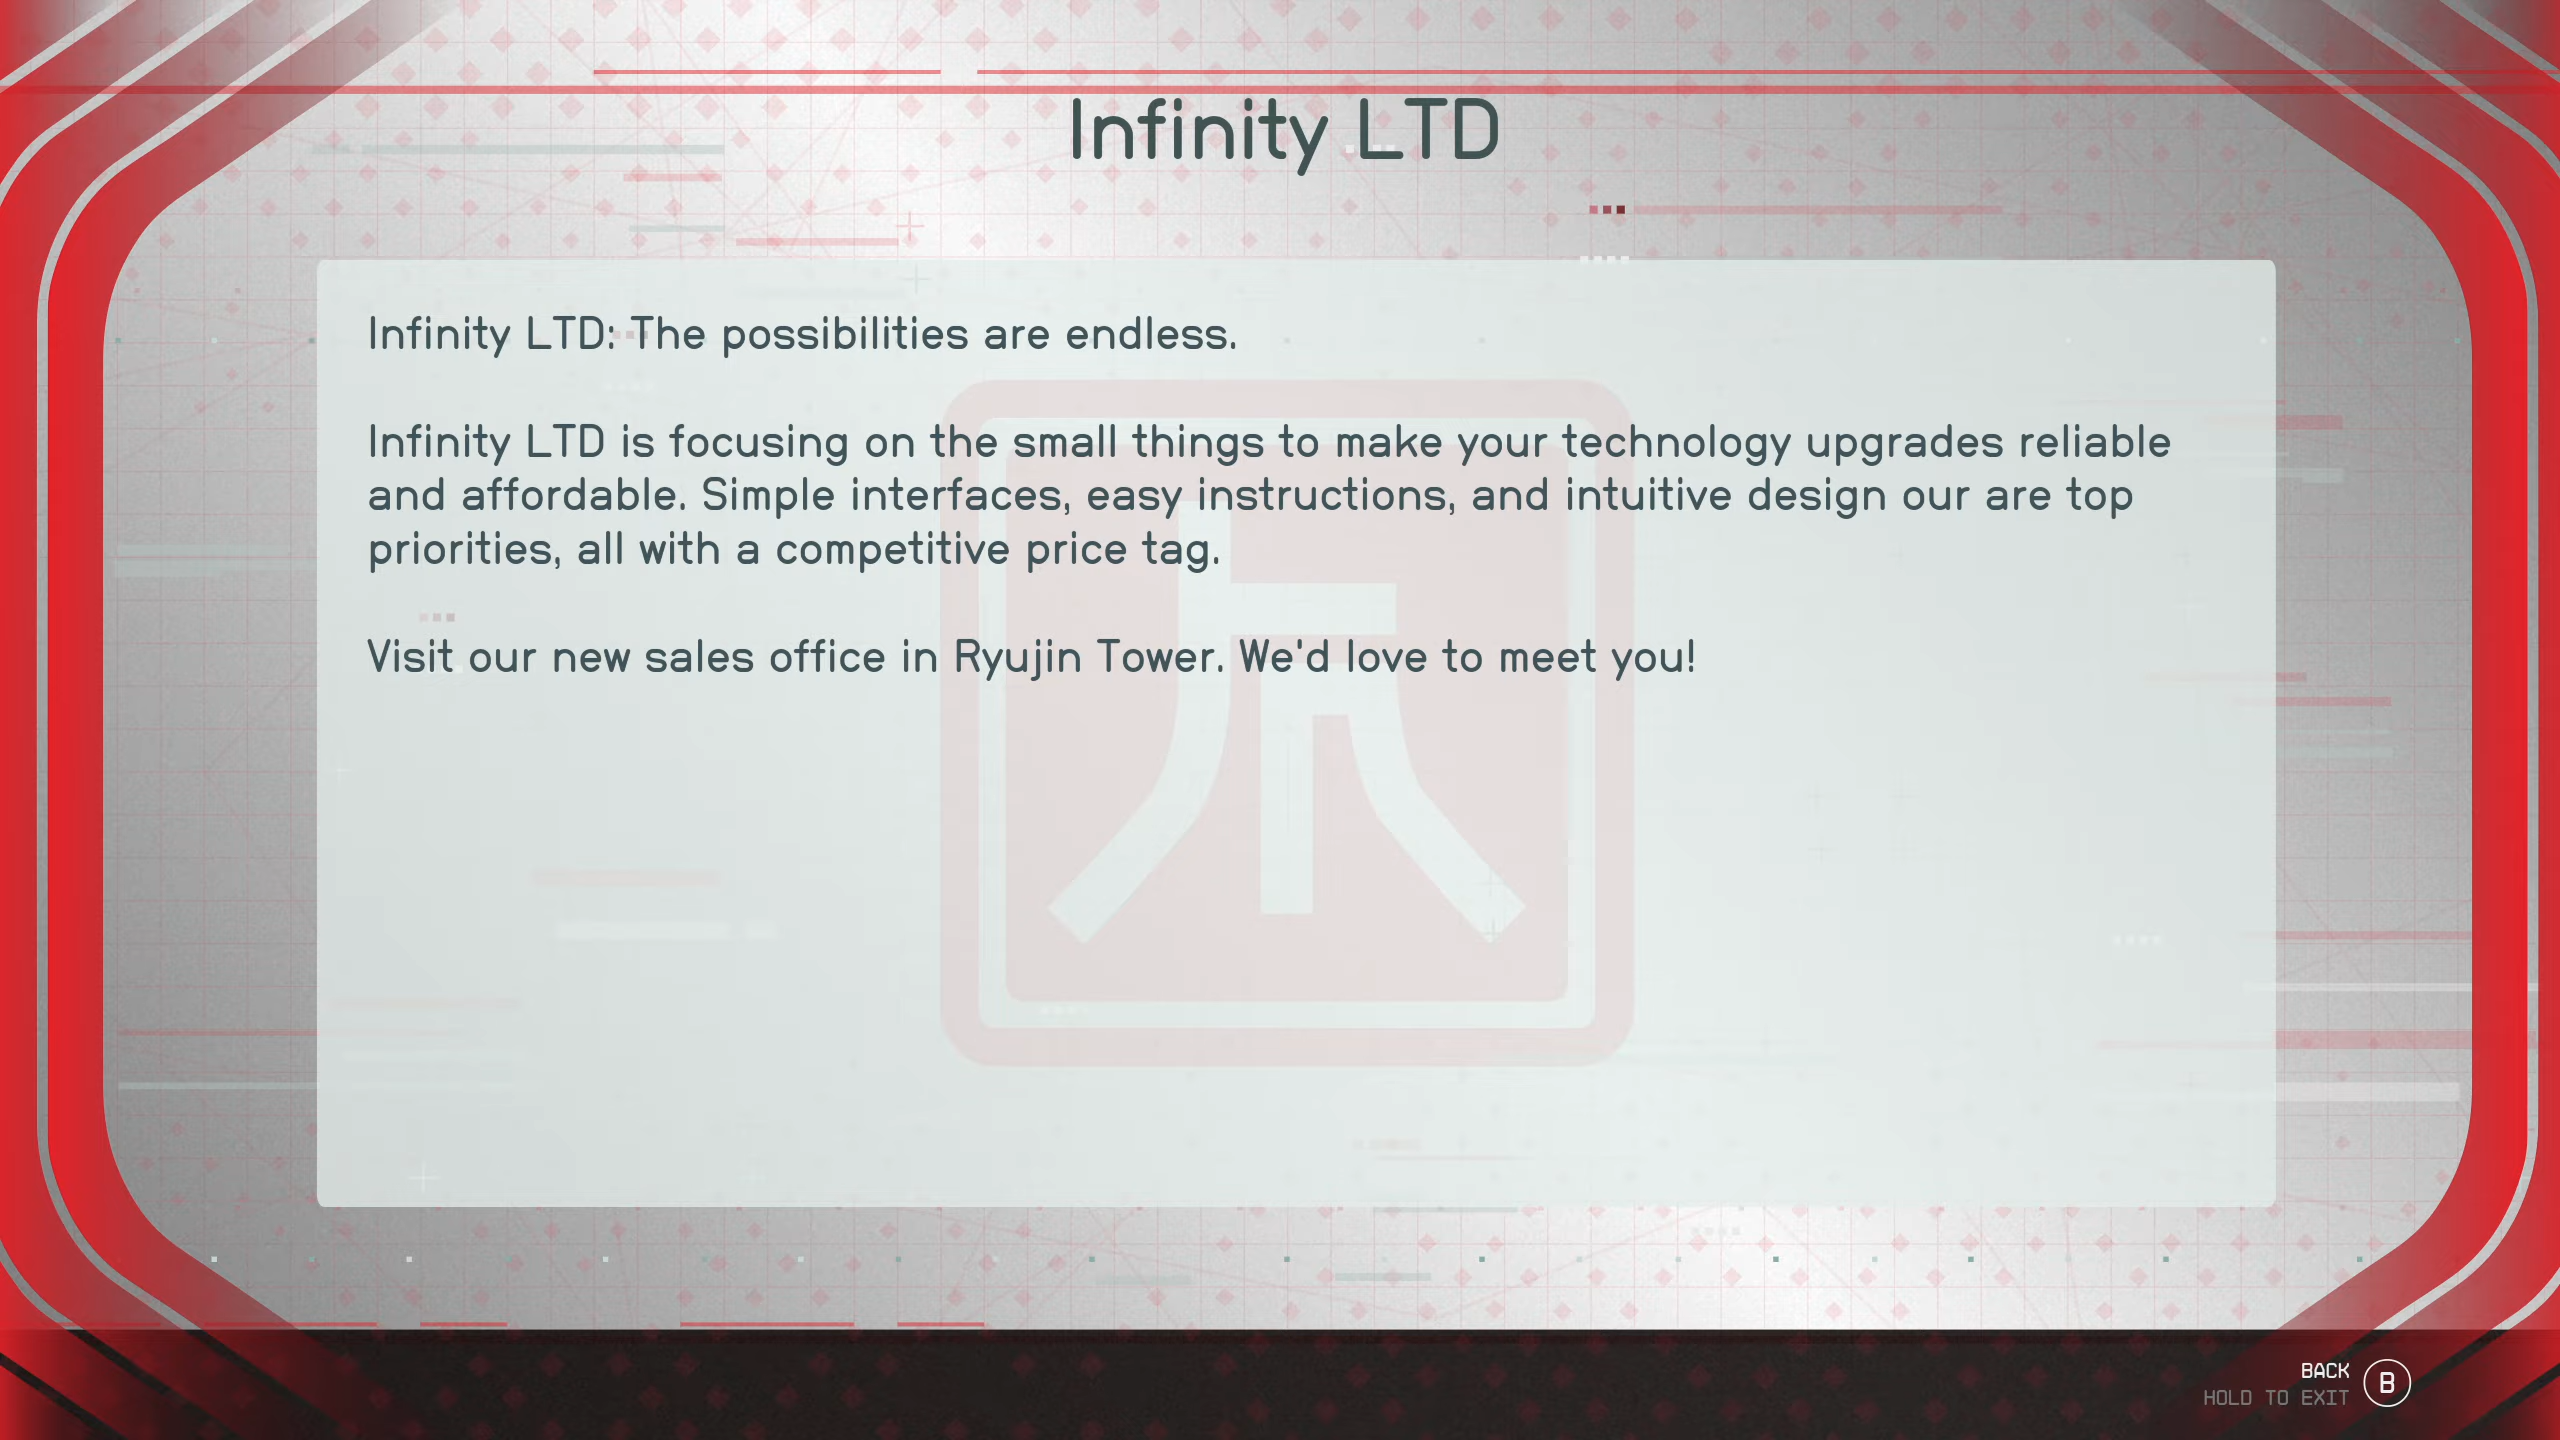 Infinity LTD
Infinity LTD: The possibilities are endless.
Infinity LTD is focusing on the small things to make your technology upgrades reliable
and affordable. Simple interfaces, easy instructions, and intuitive design our are top
priorities, all with a competitive price tag.
Visit our new sales office in Ryujin Tower. We'd love to meet you!
BACK
B
HOLD TO EXIT